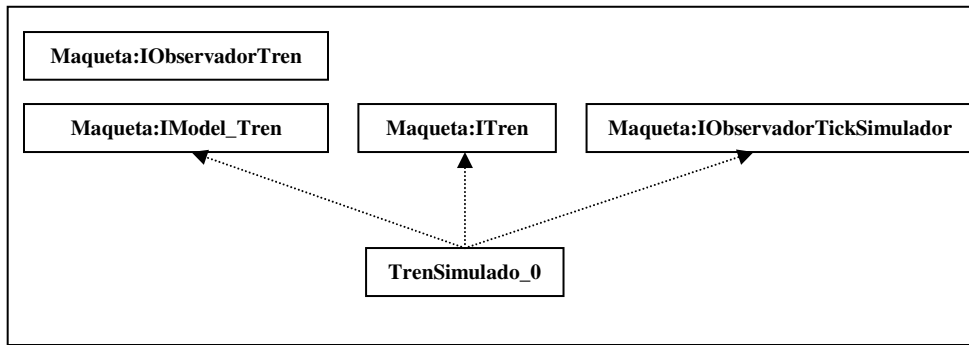 Maqueta:IObservadorTren
Maqueta:IModel_Tren
Maqueta:ITren
Maqueta:IObservadorTickSimulador
TrenSimulado_0